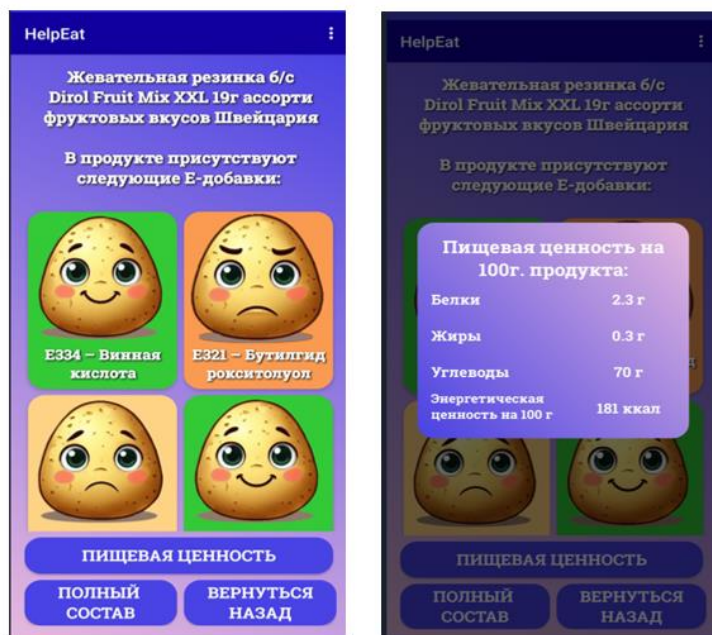 HelpEat
Жевательная резинка б/с
Dirol Fruit Mix XXL 19г ассорти
фруктовых вкусов Швейцария
В продукте присутствуют
следующие Е-добавки:
Е334 – Винная
кислота
Е321 – Бутилгид
рокситолуол
ПИЩЕВАЯ ЦЕННОСТЬ
ПОЛНЫЙ
СОСТАВ
ВЕРНУТЬСЯ
НАЗАД
HelpEat
Жевательная резинка б/с
Dirol Fruit Mix XXL 19г ассорти
фруктовых вкусов Швейцария
В продукте присутствуют
следующие Е-добавки:
Пищевая ценность на
100г. продукта:
Белки 2.3 г
Жиры 0.3 г
Углеводы 70 г
Энергетическая
ценность на 100 г 181 ккал
ПИЩЕВАЯ ЦЕННОСТЬ
ПОЛНЫЙ
СОСТАВ
ВЕРНУТЬСЯ
НАЗАД